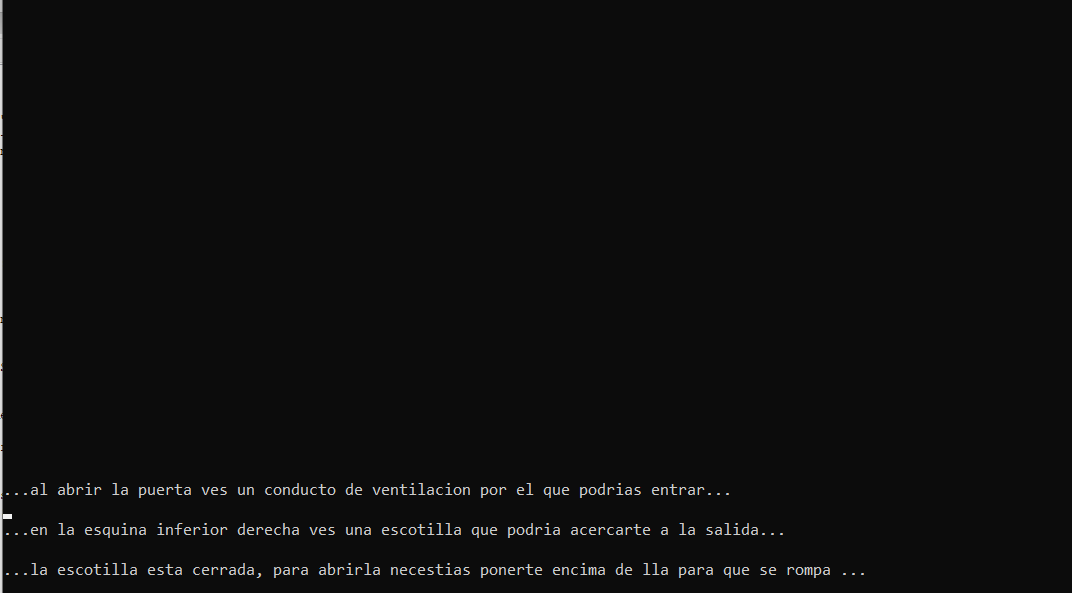 ...al abrir la puerta ves un conducto de ventilacion por el que podrias entrar...
...en la esquina inferior derecha ves una escotilla que podria acercarte a la salida...
...la escotilla esta cerrada, para abrirla necestias ponerte encima de lla para que se rompa ...